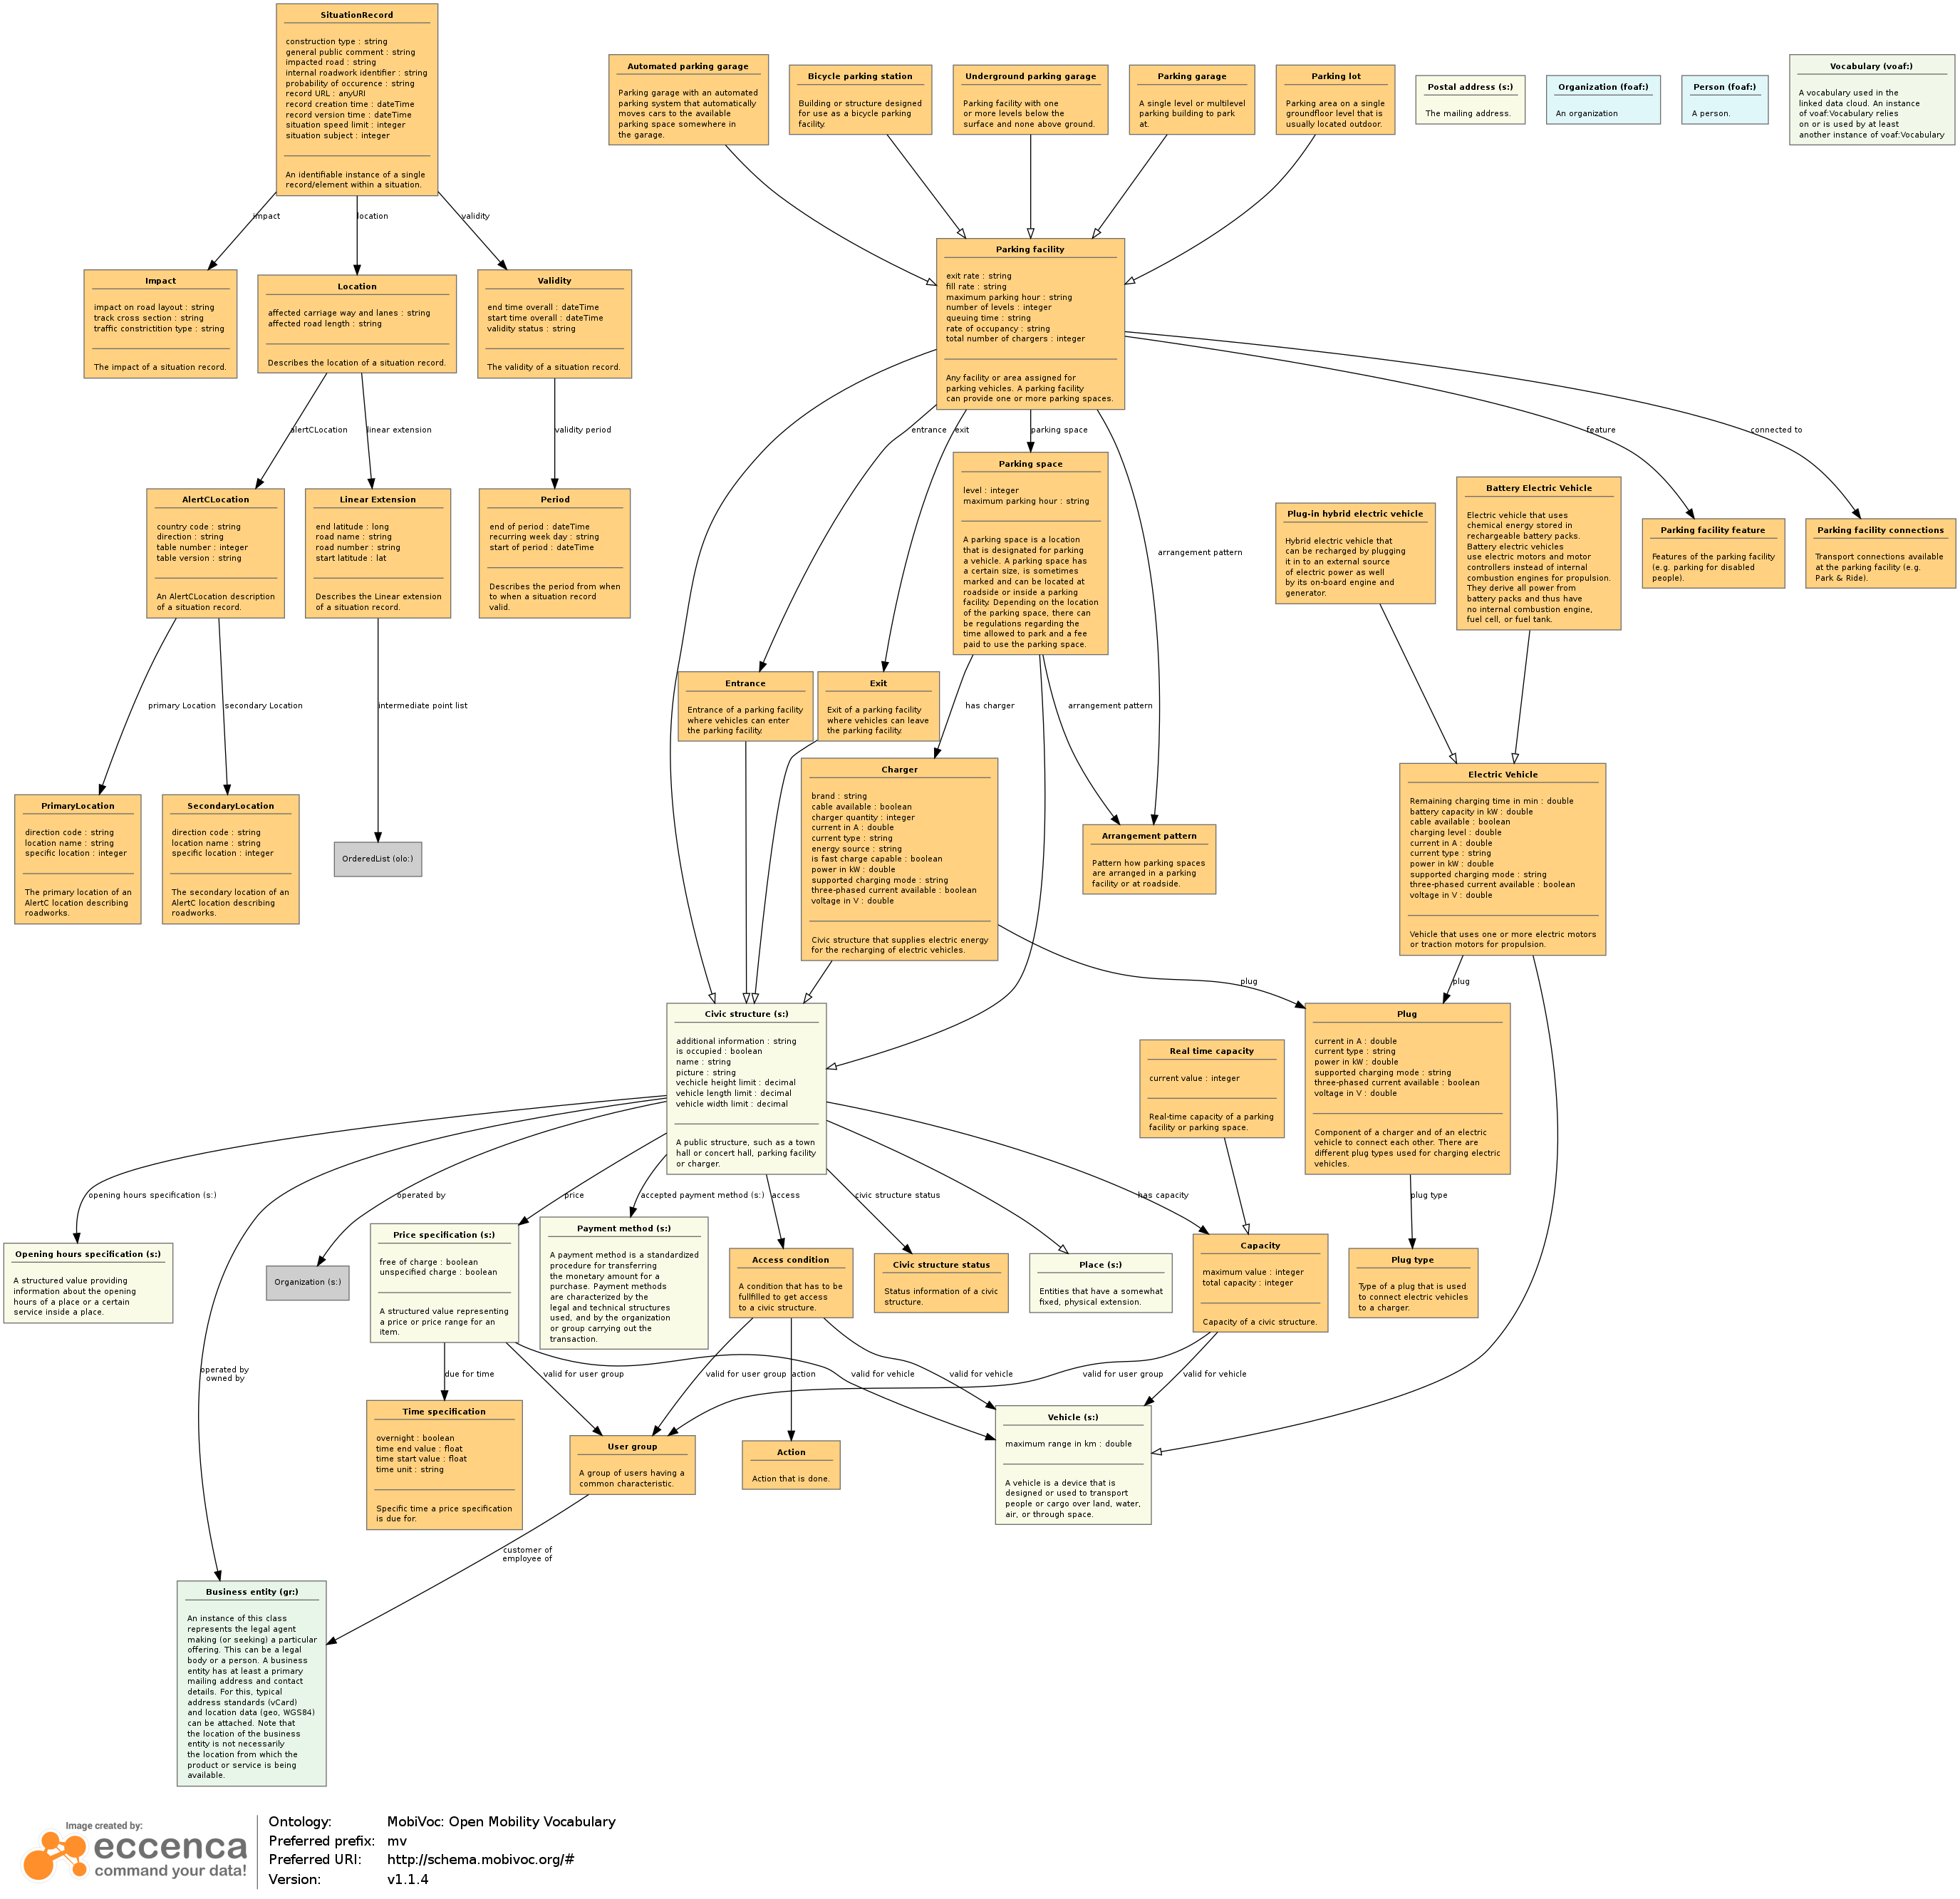 SituationRecord
construction type : string
general public comment : string
impacted road : string
internal roadwork identifier : string
probability of occurence : string
record URL : anyURI
record creation time : dateTime
record version time : dateTime
situation speed limit : integer
situation subject : integer
An identifiable instance of a single
record/element within a situation.
Automated parking garage
Parking garage with an automated
parking system that automatically
moves cars to the available
parking space somewhere in
the garage.
Bicycle parking station
Building or structure designed
for use as a bicycle parking
facility.
Underground parking garage
Parking facility with one
or more levels below the
surface and none above ground.
Parking garage
A single level or multilevel
parking building to park
at.
Parking lot
Parking area on a single
groundfloor level that is
usually located outdoor.
Postal address (s:)
The mailing address.
Organization (foaf:)
An organization
Person (foaf:)
A person.
Vocabulary (voaf:)
A vocabulary used in the
linked data cloud. An instance
of voaf:Vocabulary relies
on or is used by at least
another instance of voaf:Vocabulary
impact
location
validity
Impact
impact on road layout : string
track cross section : string
traffic constrictition type : string
The impact of a situation record.
Location
affected carriage way and lanes : string
affected road length : string
Describes the location of a situation record.
Validity
end time overall : dateTime
start time overall : dateTime
validity status : string
The validity of a situation record.
Parking facility
exit rate : string
fill rate : string
maximum parking hour : string
number of levels : integer
queuing time : string
rate of occupancy : string
total number of chargers : integer
Any facility or area assigned for
parking vehicles. A parking facility
can provide one or more parking spaces.
alertCLocation
linear extension
validity period
entrance
exit
parking space
feature
connected to
AlertCLocation
country code : string
direction : string
table number : integer
table version : string
An AlertCLocation description
of a situation record.
Linear Extension
end latitude : long
road name : string
road number : string
start latitude : lat
Describes the Linear extension
of a situation record.
Period
end of period : dateTime
recurring week day : string
start of period : dateTime
Describes the period from when
to when a situation record
valid.
Parking space
level : integer
maximum parking hour : string
A parking space is a location
that is designated for parking
a vehicle. A parking space has
a certain size, is sometimes
marked and can be located at
roadside or inside a parking
facility. Depending on the location
of the parking space, there can
be regulations regarding the
time allowed to park and a fee
paid to use the parking space.
arrangement pattern
Plug-in hybrid electric vehicle
Hybrid electric vehicle that
can be recharged by plugging
it in to an external source
of electric power as well
by its on-board engine and
generator.
Battery Electric Vehicle
Electric vehicle that uses
chemical energy stored in
rechargeable battery packs.
Battery electric vehicles
use electric motors and motor
controllers instead of internal
combustion engines for propulsion.
They derive all power from
battery packs and thus have
no internal combustion engine,
fuel cell, or fuel tank.
Parking facility feature
Features of the parking facility
(e.g. parking for disabled
people).
Parking facility connections
Transport connections available
at the parking facility (e.g.
Park & Ride).
primary Location
secondary Location
intermediate point list
Entrance
Entrance of a parking facility
where vehicles can enter
the parking facility.
Exit
Exit of a parking facility
where vehicles can leave
the parking facility.
has charger
arrangement pattern
PrimaryLocation
direction code : string
location name : string
specific location : integer
The primary location of an
AlertC location describing
roadworks.
SecondaryLocation
direction code : string
location name : string
specific location : integer
The secondary location of an
AlertC location describing
roadworks.
OrderedList (olo:)
Charger
brand : string
cable available : boolean
charger quantity : integer
current in A : double
current type : string
energy source : string
is fast charge capable : boolean
power in kW : double
supported charging mode : string
three-phased current available : boolean
voltage in V : double
Civic structure that supplies electric energy
for the recharging of electric vehicles.
Arrangement pattern
Pattern how parking spaces
are arranged in a parking
facility or at roadside.
Electric Vehicle
Remaining charging time in min : double
battery capacity in kW : double
cable available : boolean
charging level : double
current in A : double
current type : string
power in kW : double
supported charging mode : string
three-phased current available : boolean
voltage in V : double
Vehicle that uses one or more electric motors
or traction motors for propulsion.
plug
plug
Civic structure (s:)
additional information : string
is occupied : boolean
name : string
picture : string
vechicle height limit : decimal
vehicle length limit : decimal
vehicle width limit : decimal
A public structure, such as a town
hall or concert hall, parking facility
or charger.
Real time capacity
current value : integer
Real-time capacity of a parking
facility or parking space.
Plug
current in A : double
current type : string
power in kW : double
supported charging mode : string
three-phased current available : boolean
voltage in V : double
Component of a charger and of an electric
vehicle to connect each other. There are
different plug types used for charging electric
vehicles.
opening hours specification (s:)
operated by
price
accepted payment method (s:)
access
civic structure status
has capacity
plug type
Opening hours specification (s:)
A structured value providing
information about the opening
hours of a place or a certain
service inside a place.
Organization (s:)
Price specification (s:)
free of charge : boolean
unspecified charge : boolean
A structured value representing
a price or price range for an
item.
Payment method (s:)
A payment method is a standardized
procedure for transferring
the monetary amount for a
purchase. Payment methods
are characterized by the
legal and technical structures
used, and by the organization
or group carrying out the
transaction.
Access condition
A condition that has to be
fullfilled to get access
to a civic structure.
Civic structure status
Status information of a civic
structure.
Place (s:)
Entities that have a somewhat
fixed, physical extension.
Capacity
maximum value : integer
total capacity : integer
Capacity of a civic structure.
Plug type
Type of a plug that is used
to connect electric vehicles
to a charger.
operated by
owned by
due for time
valid for user group
valid for user group
action
valid for vehicle
valid for vehicle
valid for user group
valid for vehicle
Time specification
overnight : boolean
time end value : float
time start value : float
time unit : string
Specific time a price specification
is due for.
User group
A group of users having a
common characteristic.
Action
Action that is done.
Vehicle (s:)
maximum range in km : double
A vehicle is a device that is
designed or used to transport
people or cargo over land, water,
air, or through space.
customer of
employee of
Business entity (gr:)
An instance of this class
represents the legal agent
making (or seeking) a particular
offering. This can be a legal
body or a person. A business
entity has at least a primary
mailing address and contact
details. For this, typical
address standards (vCard)
and location data (geo, WGS84)
can be attached. Note that
the location of the business
entity is not necessarily
the location from which the
product or service is being
available.
Image created by:
eccenca
command your data!
Ontology: MobiVoc: Open Mobility Vocabulary
Preferred prefix: mv
Preferred URI: http://schema.mobivoc.org/#
Version: v1.1.4